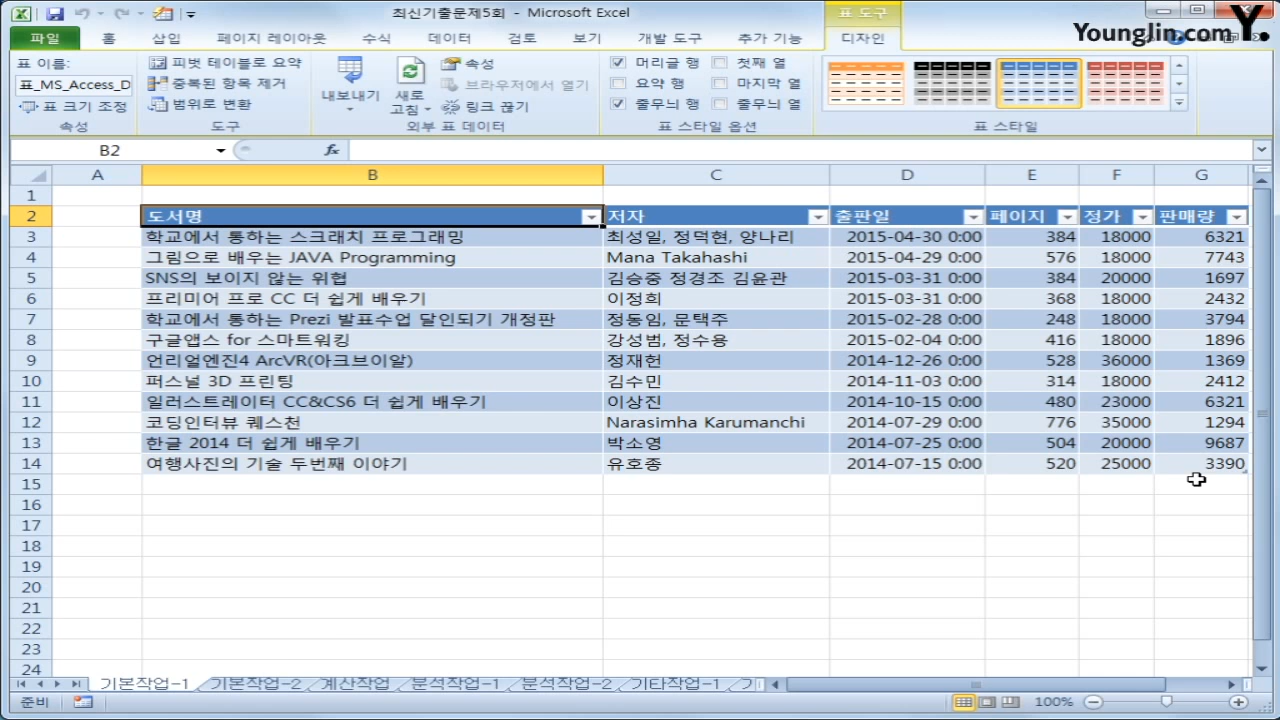 최신기출문제5회 - Microsoft Excel
표 도구
Younglin.com Y.
파일 홈 삽입 페이지 레이아웃 수식 데이터 검토 보기 개발 도구 추가 기능 디자인
표 이름:
표_MS_Access_D
표 크기 조정
속성
피벗 테이블로 요약
중복된 항목 제거
범위로 변환
도구
내보내기
새로 고침
속성
브라우저에서 열기
링크 끊기
외부 표 데이터
머리글 행 첫째 열
요약 행 마지막 열
줄무늬 행 줄무늬 열
표 스타일 옵션
표 스타일
B2 fx
A B C D E F G
1
2 도서명 저자 출판일 페이지 정가 판매량
3 학교에서 통하는 스크래치 프로그래밍 최성일, 정덕현, 양나리 2015-04-30 0:00 384 18000 6321
4 그림으로 배우는 JAVA Programming Mana Takahashi 2015-04-29 0:00 576 18000 7743
5 SNS의 보이지 않는 위협 김승중 정경조 김윤관 2015-03-31 0:00 384 20000 1697
6 프리미어 프로 CC 더 쉽게 배우기 이정희 2015-03-31 0:00 368 18000 2432
7 학교에서 통하는 Prezi 발표수업 달인되기 개정판 정동임, 문택주 2015-02-28 0:00 248 18000 3794
8 구글앱스 for 스마트워킹 강성범, 정수용 2015-02-04 0:00 416 18000 1896
9 언리얼엔진4 ArcVR(아크브이알) 정재헌 2014-12-26 0:00 528 36000 1369
10 퍼스널 3D 프린팅 김수민 2014-11-03 0:00 314 18000 2412
11 일러스트레이터 CC&CS6 더 쉽게 배우기 이상진 2014-10-15 0:00 480 23000 6321
12 코딩인터뷰 퀘스천 Narasimha Karumanchi 2014-07-29 0:00 776 35000 1294
13 한글 2014 더 쉽게 배우기 박소영 2014-07-25 0:00 504 20000 9687
14 여행사진의 기술 두번째 이야기 유호종 2014-07-15 0:00 520 25000 3390
15
16
17
18
19
20
21
22
23
24
기본작업-1 기본작업-2 계산작업 분석작업-1 분석작업-2 기타작업-1
준비 100%